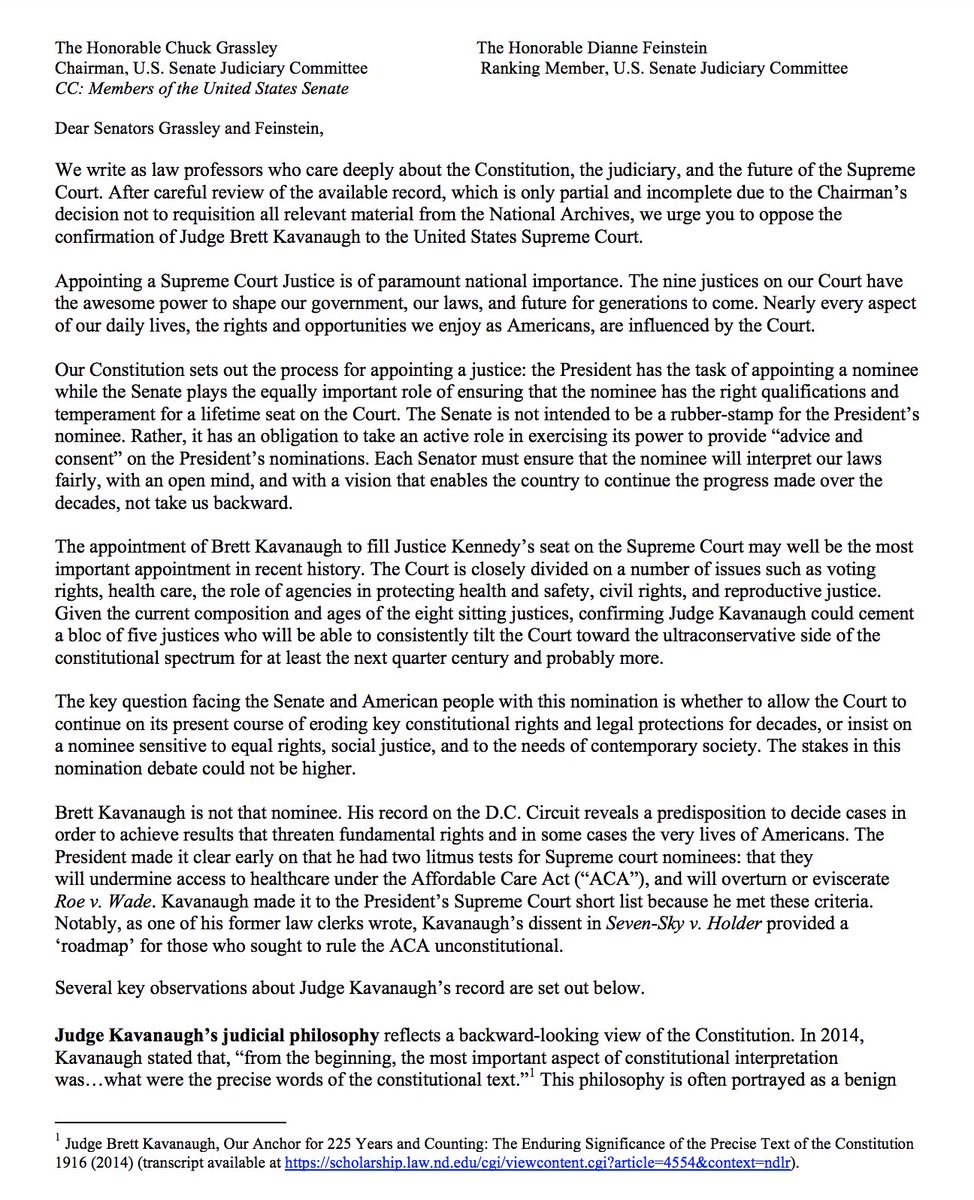 The Honorable Chuck Grassley The Honorable Dianne Feinstein
Chairman, U.S. Senate Judiciary Committee Ranking Member, U.S. Senate Judiciary Committee
CC: Members of the United States Senate
Dear Senators Grassley and Feinstein,
We write as law professors who care deeply about the Constitution, the judiciary, and the future of the Supreme
Court. After careful review of the available record, which is only partial and incomplete due to the Chairman’s
decision not to requisition all relevant material from the National Archives, we urge you to oppose the
confirmation of Judge Brett Kavanaugh to the United States Supreme Court.
Appointing a Supreme Court Justice is of paramount national importance. The nine justices on our Court have
the awesome power to shape our government, our laws, and future for generations to come. Nearly every aspect
of our daily lives, the rights and opportunities we enjoy as Americans, are influenced by the Court.
Our Constitution sets out the process for appointing a justice: the President has the task of appointing a nominee
while the Senate plays the equally important role of ensuring that the nominee has the right qualifications and
temperament for a lifetime seat on the Court. The Senate is not intended to be a rubber-stamp for the President’s
nominee. Rather, it has an obligation to take an active role in exercising its power to provide “advice and
consent” on the President’s nominations. Each Senator must ensure that the nominee will interpret our laws
fairly, with an open mind, and with a vision that enables the country to continue the progress made over the
decades, not take us backward.
The appointment of Brett Kavanaugh to fill Justice Kennedy’s seat on the Supreme Court may well be the most
important appointment in recent history. The Court is closely divided on a number of issues such as voting
rights, health care, the role of agencies in protecting health and safety, civil rights, and reproductive justice.
Given the current composition and ages of the eight sitting justices, confirming Judge Kavanaugh could cement
a bloc of five justices who will be able to consistently tilt the Court toward the ultraconservative side of the
constitutional spectrum for at least the next quarter century and probably more.
The key question facing the Senate and American people with this nomination is whether to allow the Court to
continue on its present course of eroding key constitutional rights and legal protections for decades, or insist on
a nominee sensitive to equal rights, social justice, and to the needs of contemporary society. The stakes in this
nomination debate could not be higher.
Brett Kavanaugh is not that nominee. His record on the D.C. Circuit reveals a predisposition to decide cases in
order to achieve results that threaten fundamental rights and in some cases the very lives of Americans. The
President made it clear early on that he had two litmus tests for Supreme court nominees: that they
will undermine access to healthcare under the Affordable Care Act (“ACA”), and will overturn or eviscerate
Roe v. Wade. Kavanaugh made it to the President’s Supreme Court short list because he met these criteria.
Notably, as one of his former law clerks wrote, Kavanaugh’s dissent in Seven-Sky v. Holder provided a
‘roadmap’ for those who sought to rule the ACA unconstitutional.
Several key observations about Judge Kavanaugh’s record are set out below.
Judge Kavanaugh’s judicial philosophy reflects a backward-looking view of the Constitution. In 2014,
Kavanaugh stated that, “from the beginning, the most important aspect of constitutional interpretation
was…what were the precise words of the constitutional text.”1 This philosophy is often portrayed as a benign
1 Judge Brett Kavanaugh, Our Anchor for 225 Years and Counting: The Enduring Significance of the Precise Text of the Constitution
1916 (2014) (transcript available at https://scholarship.law.nd.edu/cgi/viewcontent.cgi?article=4554&context=ndlr).